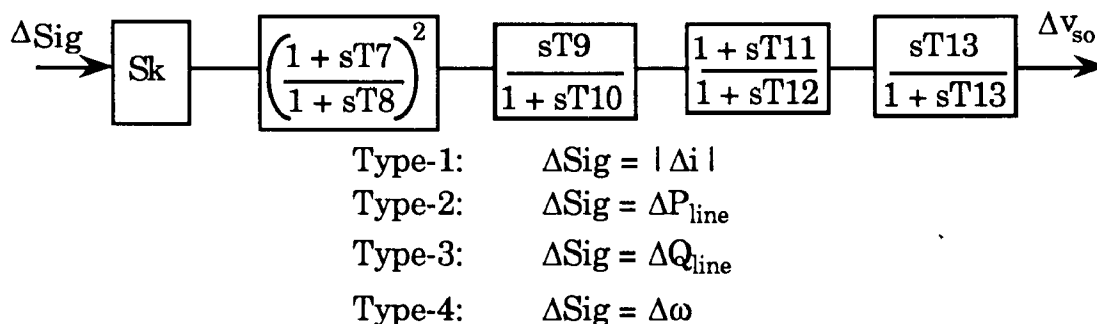 ΔSig
Sk
(1 + sT7 / 1 + sT8)²
sT9 / 1 + sT10
1 + sT11 / 1 + sT12
sT13 / 1 + sT13
Δv_so
Type-1: ΔSig = | Δi |
Type-2: ΔSig = ΔP_line
Type-3: ΔSig = ΔQ_line
Type-4: ΔSig = Δω